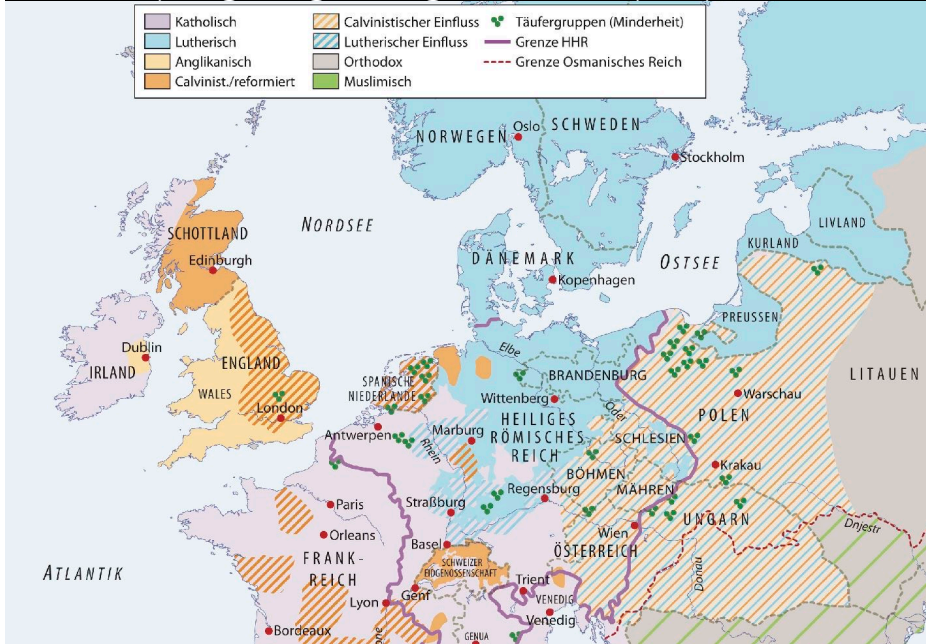 Katholisch
Lutherisch
Anglikanisch
Calvinist./reformiert
Calvinistischer Einfluss
Lutherischer Einfluss
Orthodox
Muslimisch
Täufergruppen (Minderheit)
Grenze HHR
Grenze Osmanisches Reich
NORWEGEN
Oslo
SCHWEDEN
Stockholm
NORDSEE
SCHOTTLAND
Edinburgh
DÄNEMARK
Kopenhagen
OSTSEE
LIVLAND
KURLAND
PREUSSEN
LITAUEN
Dublin
IRLAND
ENGLAND
WALES
London
SPANISCHE
NIEDERLANDE
Elbe
BRANDENBURG
Wittenberg
Warschau
POLEN
Antwerpen
Rhein
Marburg
HEILIGES
RÖMISCHES
REICH
Oder
SCHLESIEN
Krakau
BÖHMEN
MÄHREN
Regensburg
Straßburg
Paris
Orleans
FRANK-
REICH
Basel
SCHWEIZER
EIDGENOSSENSCHAFT
Wien
ÖSTERREICH
UNGARN
Dnjestr
Donau
ATLANTIK
Genf
Lyon
Trient
VENEDIG
Venedig
GENUA
Bordeaux